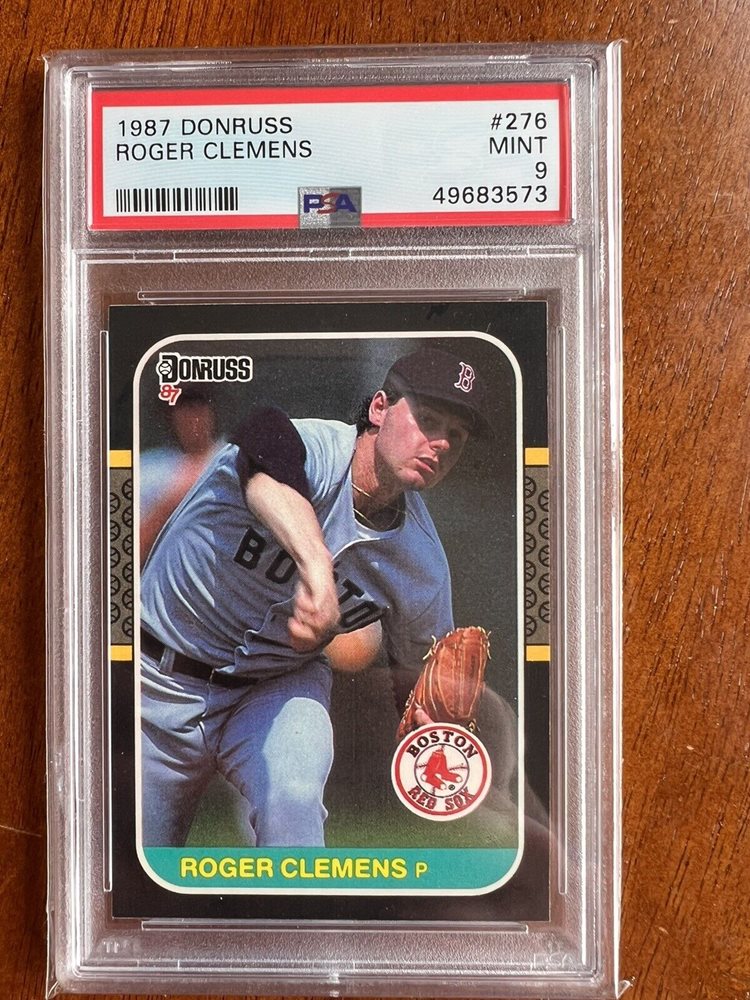 1987 DONRUSS #276
ROGER CLEMENS MINT
9
PSA 49683573
DONRUSS
87
B
BOSTON
BOSTON
RED SOX
ROGER CLEMENS P